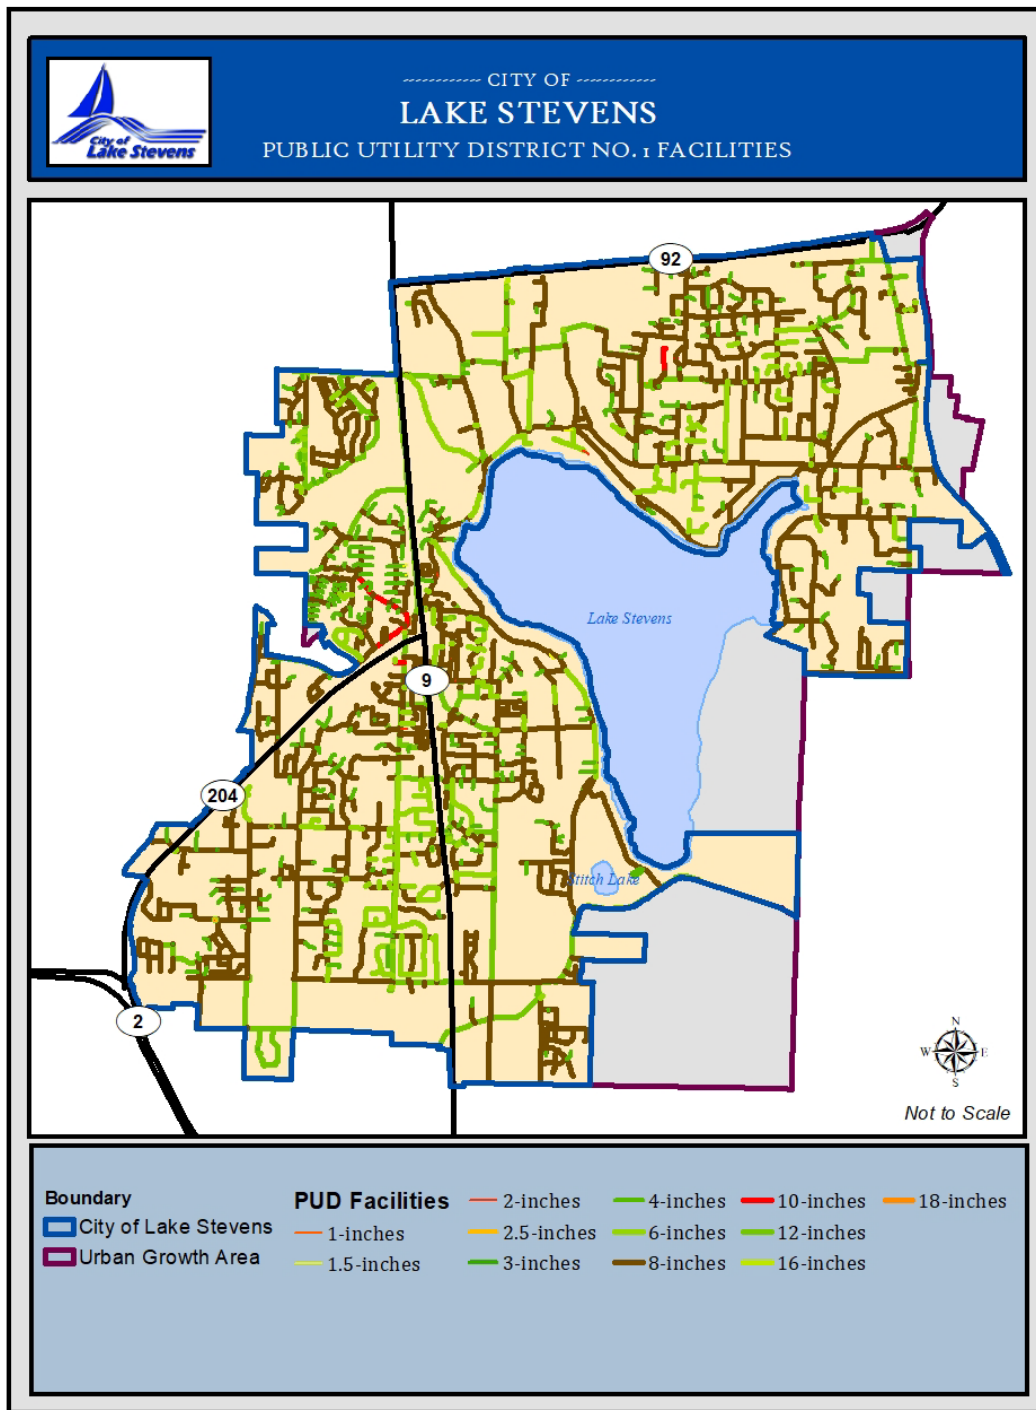 ------------ CITY OF ------------
LAKE STEVENS
PUBLIC UTILITY DISTRICT NO. 1 FACILITIES
City of
Lake Stevens
92
Lake Stevens
9
204
Stitch Lake
2
N
W E
S
Not to Scale
Boundary
City of Lake Stevens
Urban Growth Area
PUD Facilities
1-inches
1.5-inches
2-inches
2.5-inches
3-inches
4-inches
6-inches
8-inches
10-inches
12-inches
16-inches
18-inches